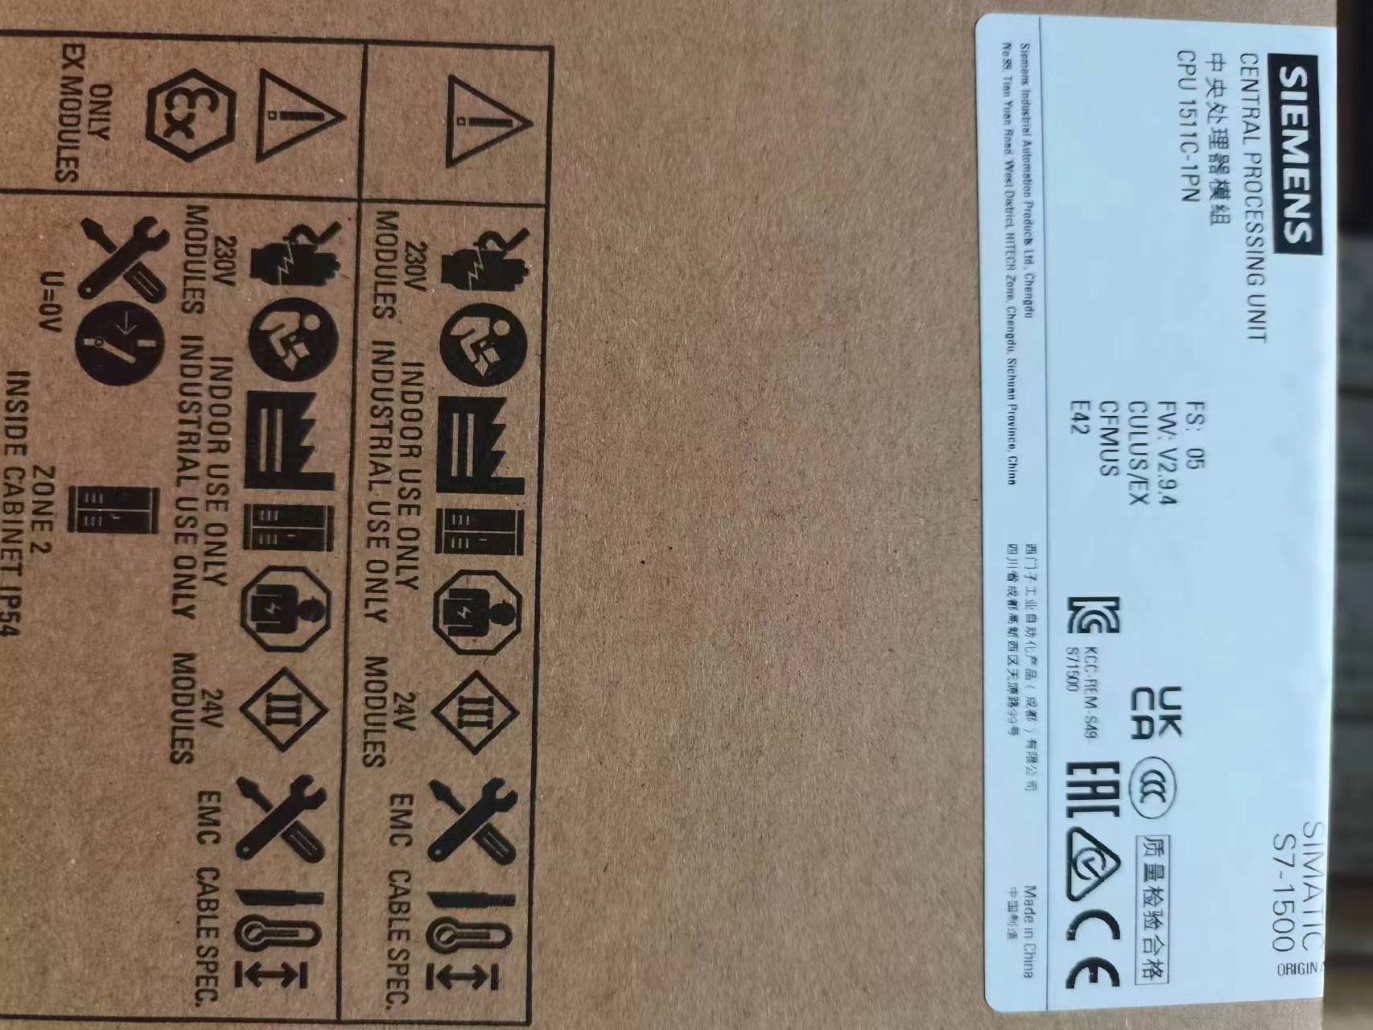 SIEMENS
SIMATIC
S7-1500
CENTRAL PROCESSING UNIT
中央处理器模组
CPU 1511C-1PN
ORIGIN
FS: 05
FW: V2.9.4
CULUS/EX
CFMUS
E42
UK
CA
CCC
质量检验合格
KCC-REM-S49
S71500
EAC
CE
Siemens Industrial Automation Products Ltd., Chengdu
No.99, Tian Yuan Road, West District, HITECH Zone, Chengdu, Sichuan Province, China
西门子工业自动化产品(成都)有限公司
四川省成都高新西区天源路99号
Made in China
中国制造
III
230V
MODULES
INDOOR USE ONLY
INDUSTRIAL USE ONLY
24V
MODULES
EMC
CABLE SPEC.
III
230V
MODULES
INDOOR USE ONLY
INDUSTRIAL USE ONLY
24V
MODULES
EMC
CABLE SPEC.
Ex
ONLY
EX MODULES
U=0V
ZONE 2
INSIDE CABINET IP54